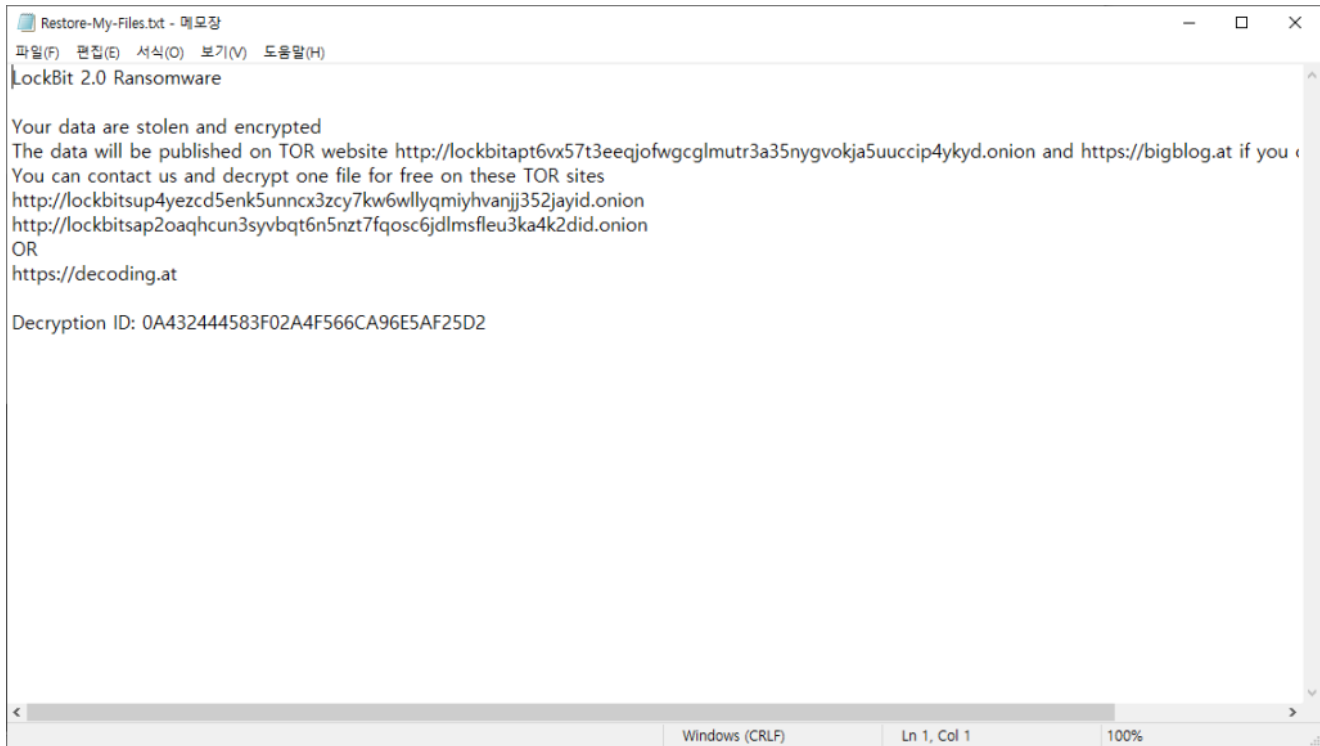 Restore-My-Files.txt - 메모장
파일(F) 편집(E) 서식(O) 보기(V) 도움말(H)
LockBit 2.0 Ransomware
Your data are stolen and encrypted
The data will be published on TOR website http://lockbitapt6vx57t3eeqjofwgcglmutr3a35nygvokja5uuccip4ykyd.onion and https://bigblog.at if you
You can contact us and decrypt one file for free on these TOR sites
http://lockbitsup4yezcd5enk5unncx3zcy7kw6wllyqmiyhvanjj352jayid.onion
http://lockbitsap2oaqhcun3syvbqt6n5nzt7fqosc6jdlmsfleu3ka4k2did.onion
OR
https://decoding.at
Decryption ID: 0A432444583F02A4F566CA96E5AF25D2
Windows (CRLF) Ln 1, Col 1 100%